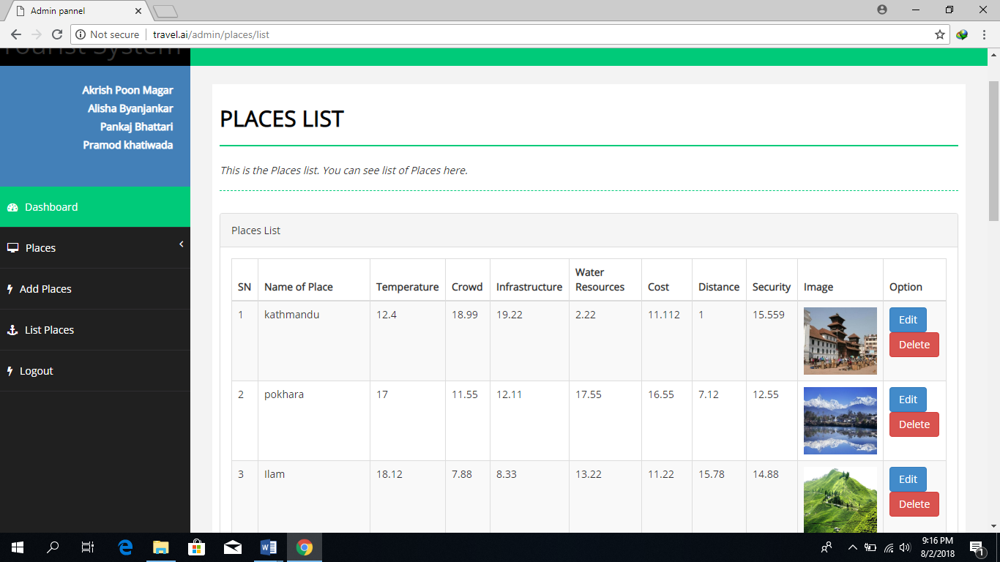 Admin pannel
Not secure travel.ai/admin/places/list
Tourist System
Akrish Poon Magar
Alisha Byanjankar
Pankaj Bhattari
Pramod khatiwada
Dashboard
Places
Add Places
List Places
Logout
PLACES LIST
This is the Places list. You can see list of Places here.
Places List
SN Name of Place Temperature Crowd Infrastructure Water Resources Cost Distance Security Image Option
1 kathmandu 12.4 18.99 19.22 2.22 11.112 1 15.559 Edit
Delete
2 pokhara 17 11.55 12.11 17.55 16.55 7.12 12.55 Edit
Delete
3 Ilam 18.12 7.88 8.33 13.22 11.22 15.78 14.88 Edit
Delete
9:16 PM
8/2/2018
1